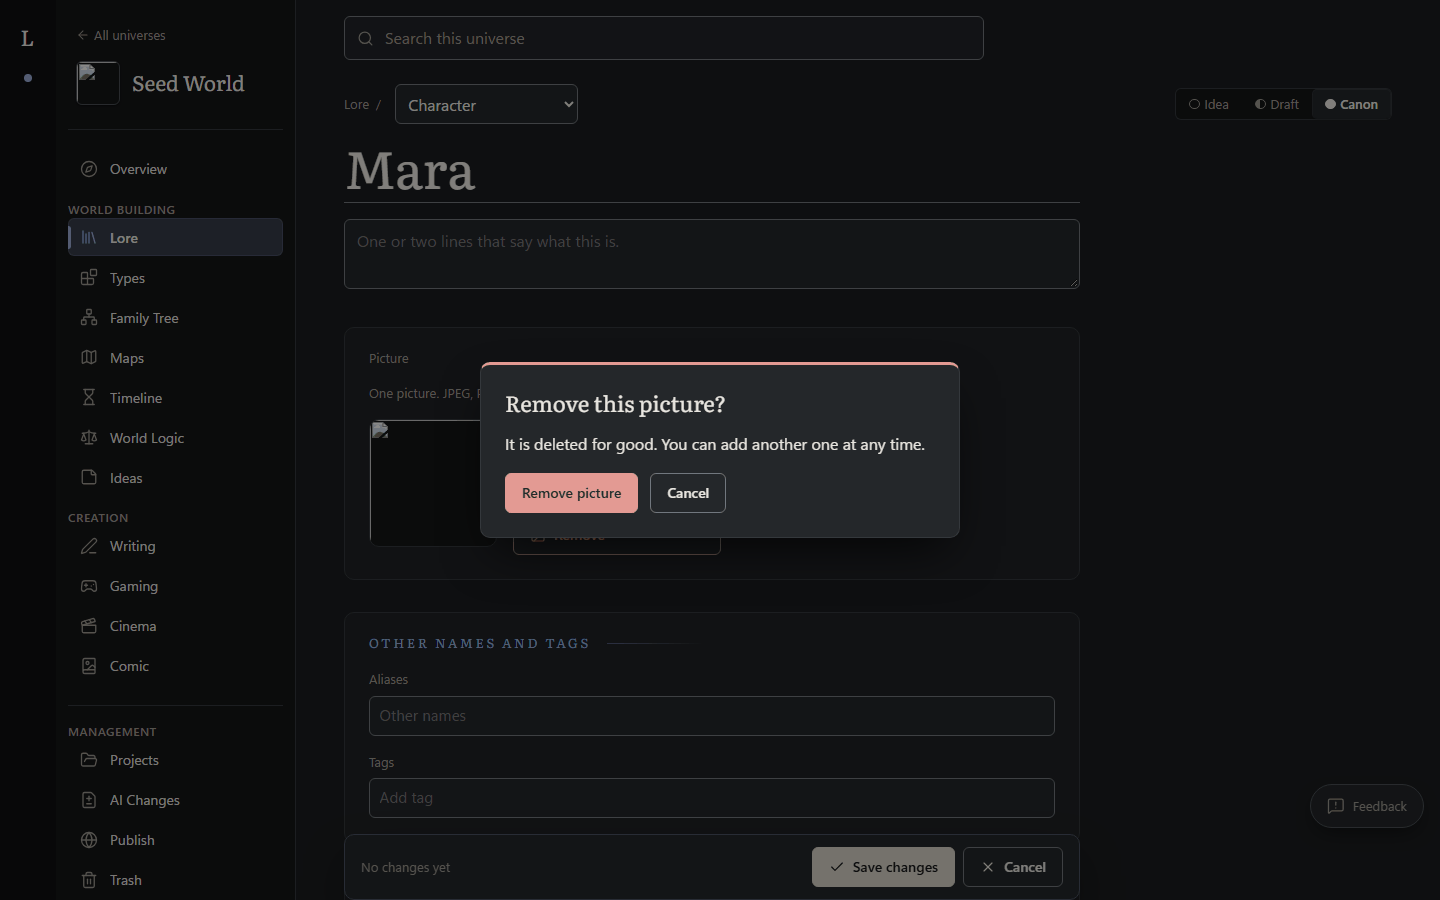 L
All universes
Seed World
Overview
WORLD BUILDING
Lore
Types
Family Tree
Maps
Timeline
World Logic
Ideas
CREATION
Writing
Gaming
Cinema
Comic
MANAGEMENT
Projects
AI Changes
Publish
Trash
Search this universe
Lore /
Character
Idea
Draft
Canon
Mara
One or two lines that say what this is.
Picture
One picture. JPEG,
Remove this picture?
It is deleted for good. You can add another one at any time.
Remove picture
Cancel
Remove
OTHER NAMES AND TAGS
Aliases
Other names
Tags
Add tag
No changes yet
Save changes
Cancel
Feedback